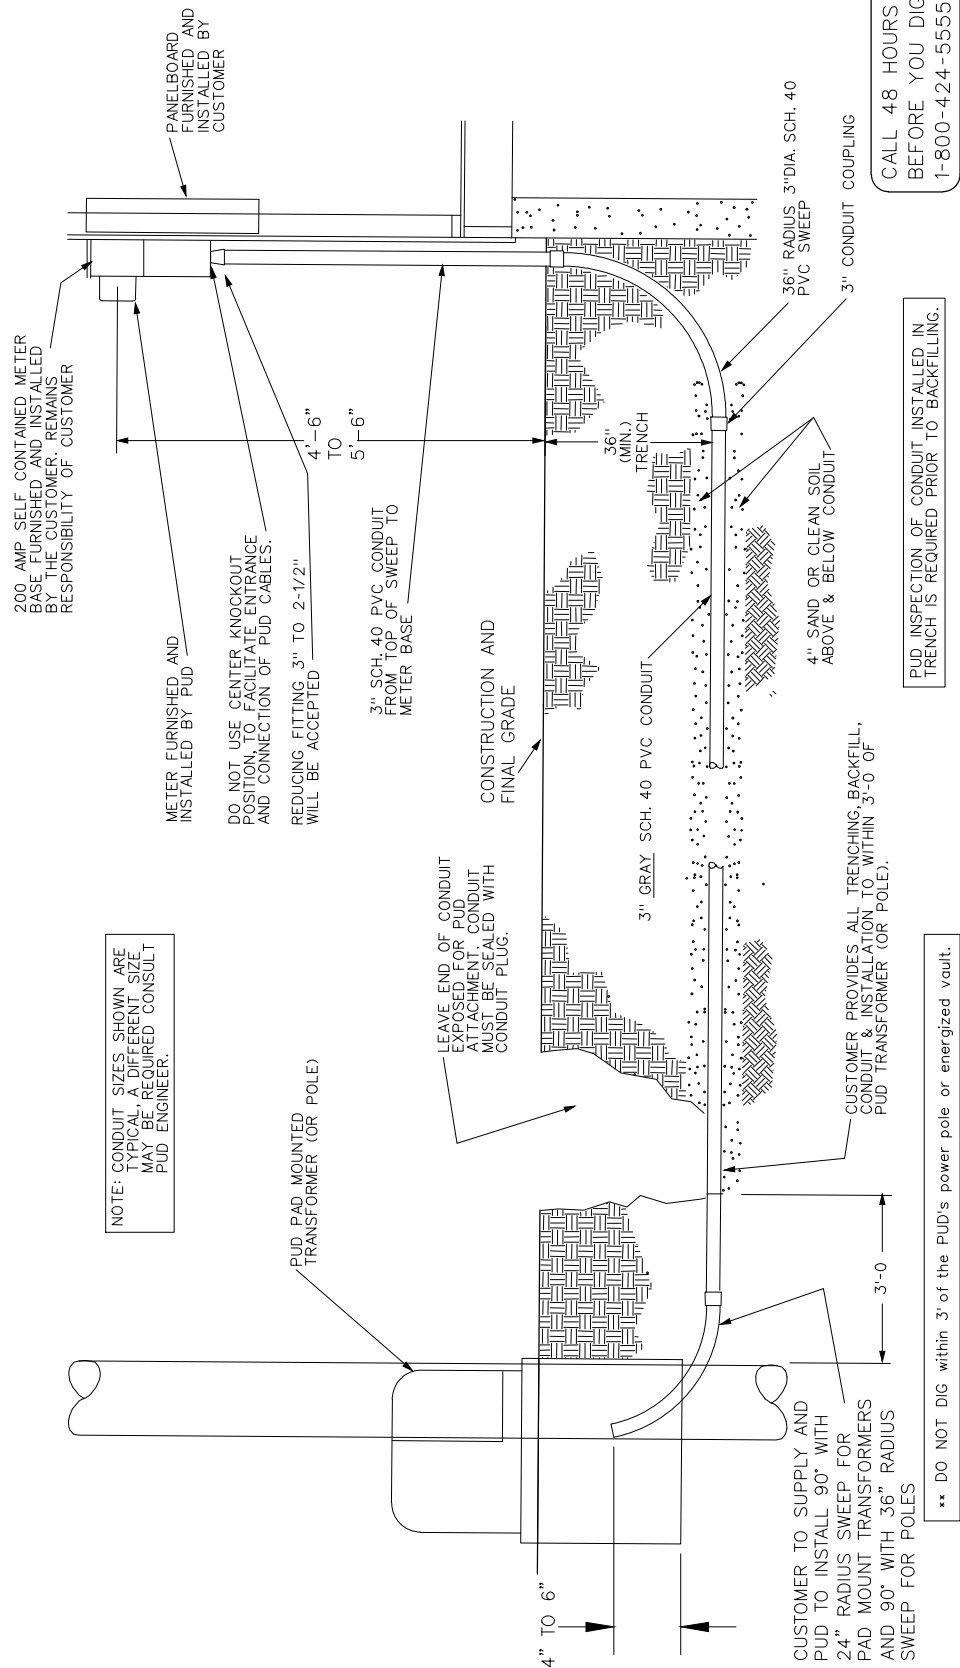 200 AMP SELF CONTAINED METER
BASE FURNISHED AND INSTALLED
BY THE CUSTOMER. REMAINS
RESPONSIBILITY OF CUSTOMER
PANELBOARD
FURNISHED AND
INSTALLED BY
CUSTOMER
METER FURNISHED AND
INSTALLED BY PUD
DO NOT USE CENTER KNOCKOUT
POSITION, TO FACILITATE ENTRANCE
AND CONNECTION OF PUD CABLES.
REDUCING FITTING 3" TO 2-1/2"
WILL BE ACCEPTED
4'-6"
TO
5'-6"
3" SCH. 40 PVC CONDUIT
FROM TOP OF SWEEP TO
METER BASE
NOTE: CONDUIT SIZES SHOWN ARE
TYPICAL, A DIFFERENT SIZE
MAY BE REQUIRED CONSULT
PUD ENGINEER.
PUD PAD MOUNTED
TRANSFORMER (OR POLE)
LEAVE END OF CONDUIT
EXPOSED FOR PUD
ATTACHMENT. CONDUIT
MUST BE SEALED WITH
CONDUIT PLUG.
CONSTRUCTION AND
FINAL GRADE
36"
(MIN.)
TRENCH
3" GRAY SCH. 40 PVC CONDUIT
36" RADIUS 3"DIA. SCH. 40
PVC SWEEP
3" CONDUIT COUPLING
4" SAND OR CLEAN SOIL
ABOVE & BELOW CONDUIT
4" TO 6"
3'-0
CUSTOMER PROVIDES ALL TRENCHING,BACKFILL,
CONDUIT & INSTALLATION TO WITHIN 3'-0 OF
PUD TRANSFORMER (OR POLE).
CUSTOMER TO SUPPLY AND
PUD TO INSTALL 90° WITH
24" RADIUS SWEEP FOR
PAD MOUNT TRANSFORMERS
AND 90° WITH 36" RADIUS
SWEEP FOR POLES
PUD INSPECTION OF CONDUIT INSTALLED IN
TRENCH IS REQUIRED PRIOR TO BACKFILLING.
CALL 48 HOURS
BEFORE YOU DIG
1-800-424-5555
** DO NOT DIG within 3' of the PUD's power pole or energized vault.